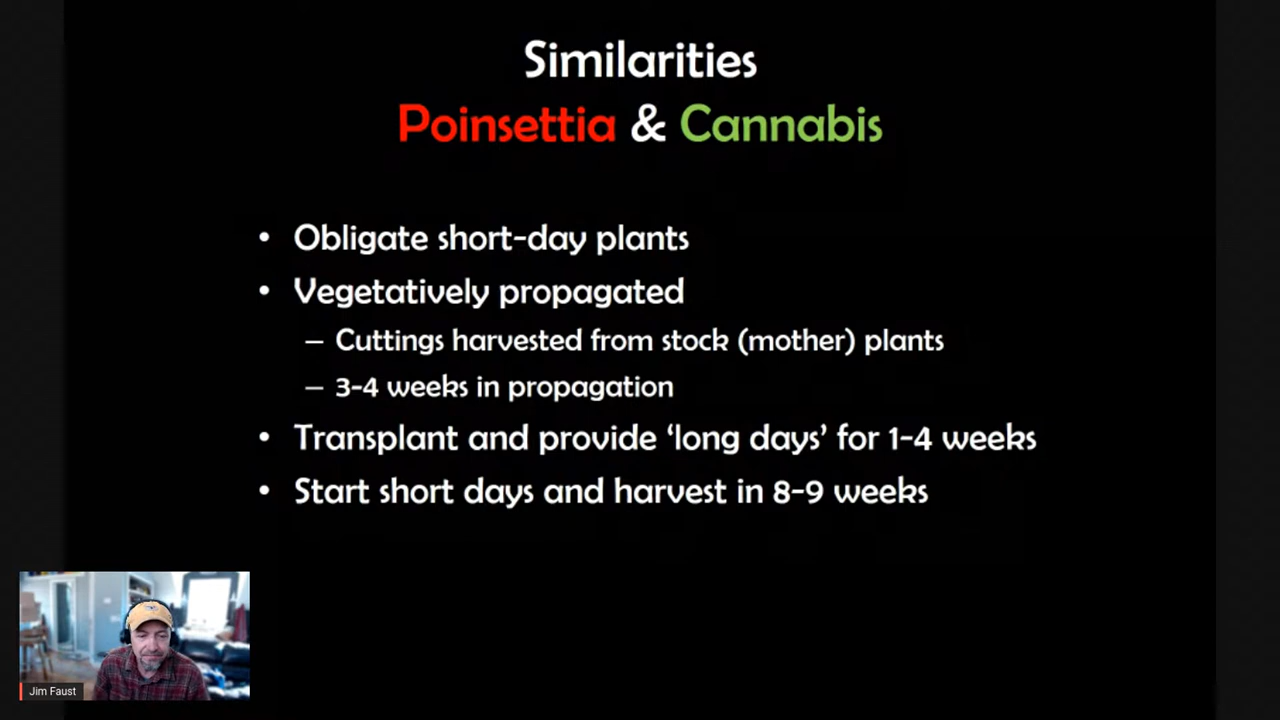 Similarities
Poinsettia & Cannabis
• Obligate short-day plants
• Vegetatively propagated
– Cuttings harvested from stock (mother) plants
– 3-4 weeks in propagation
• Transplant and provide ‘long days’ for 1-4 weeks
• Start short days and harvest in 8-9 weeks
Jim Faust